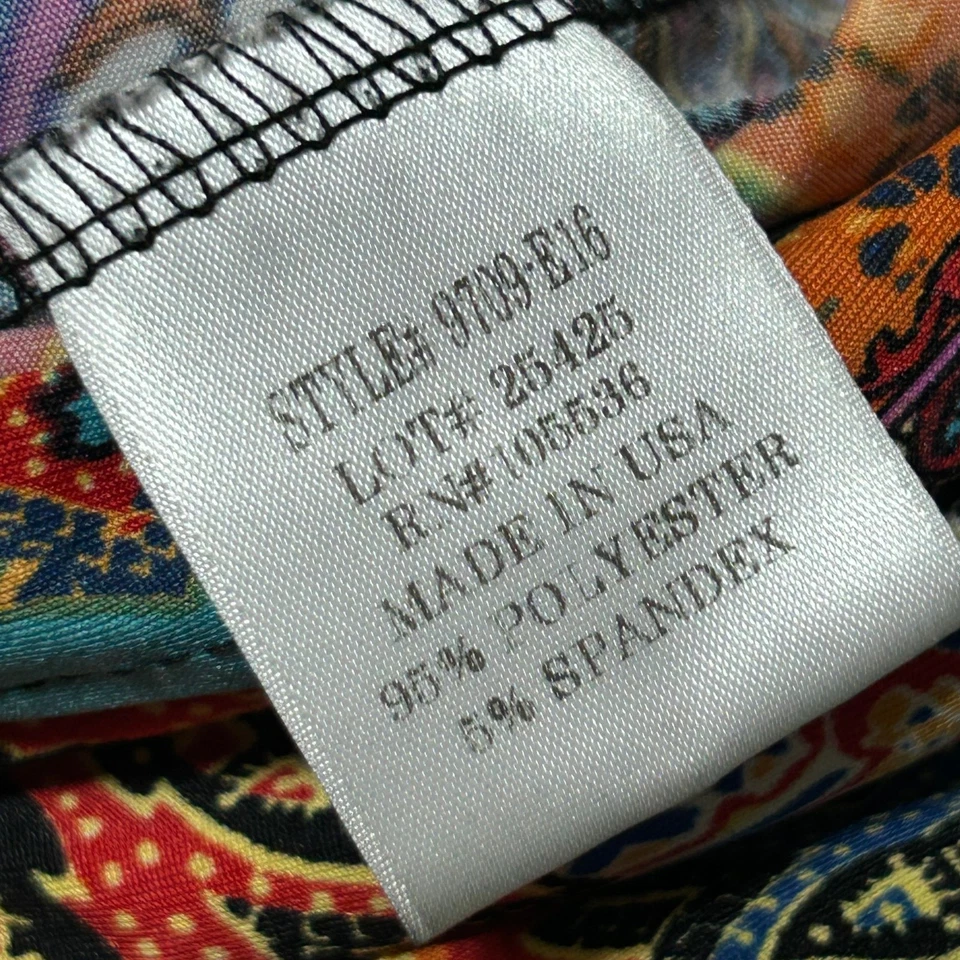 STYLE# 9709-E16
LOT# 25425
RN# 105536
MADE IN USA
95% POLYESTER
5% SPANDEX